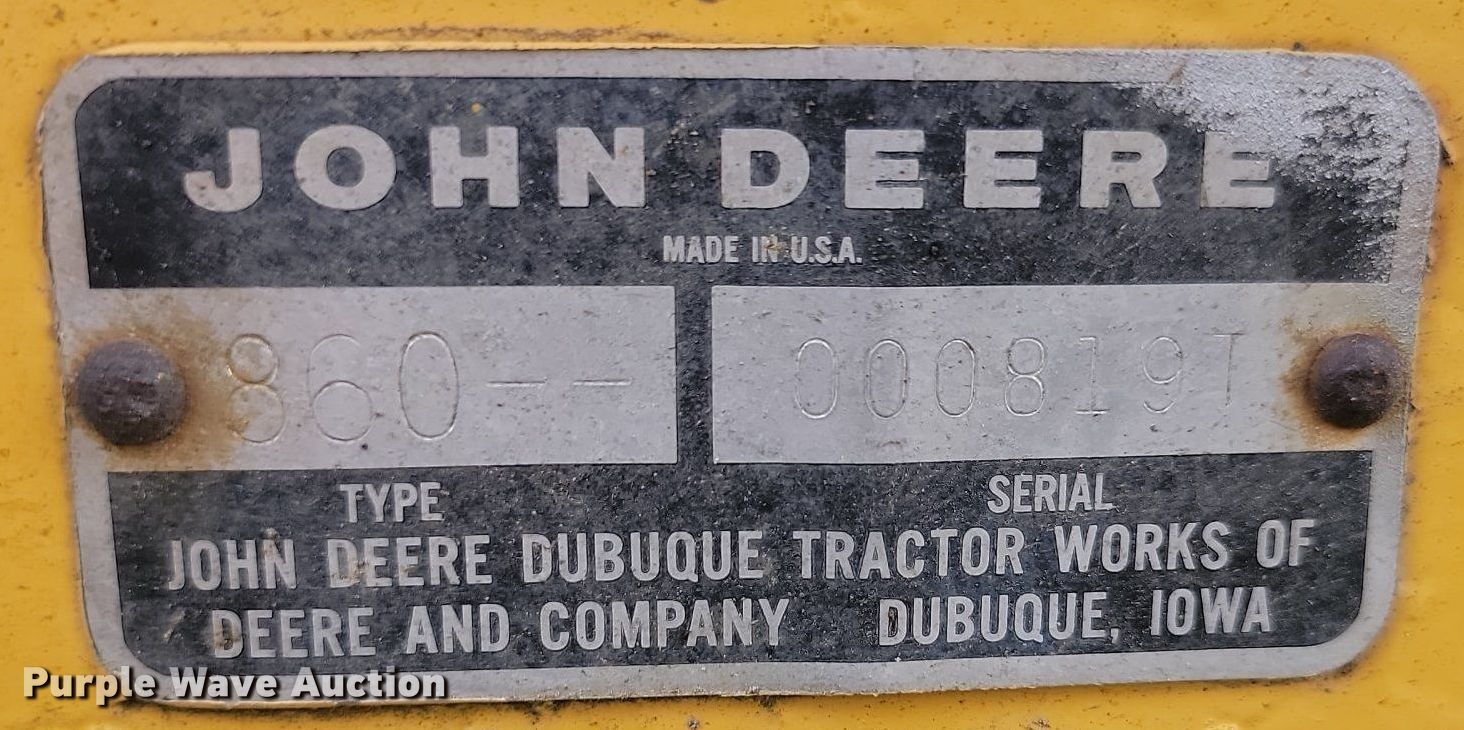 JOHN DEERE
MADE IN U.S.A.
860-- 000819T
TYPE SERIAL
JOHN DEERE DUBUQUE TRACTOR WORKS OF
DEERE AND COMPANY DUBUQUE, IOWA
Purple Wave Auction